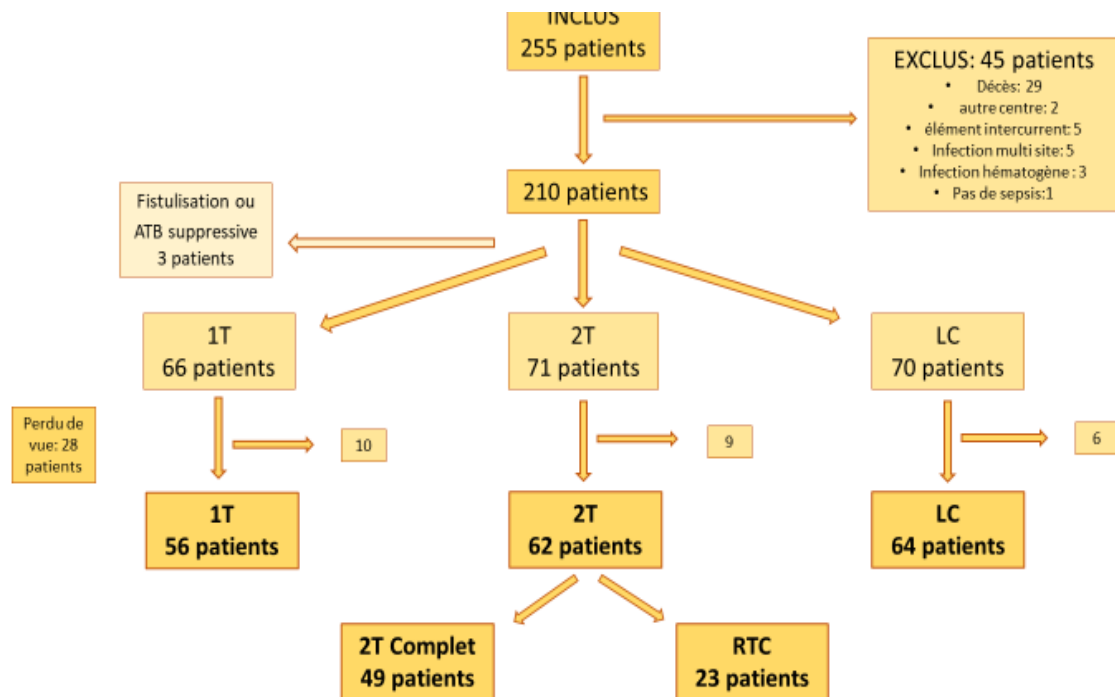 INCLUS
255 patients
EXCLUS: 45 patients
• Décès: 29
• autre centre: 2
• élément intercurrent: 5
• Infection multi site: 5
• Infection hématogène : 3
• Pas de sepsis:1
210 patients
Fistulisation ou
ATB suppressive
3 patients
1T
66 patients
2T
71 patients
LC
70 patients
Perdu de
vue: 28
patients
10
9
6
1T
56 patients
2T
62 patients
LC
64 patients
2T Complet
49 patients
RTC
23 patients